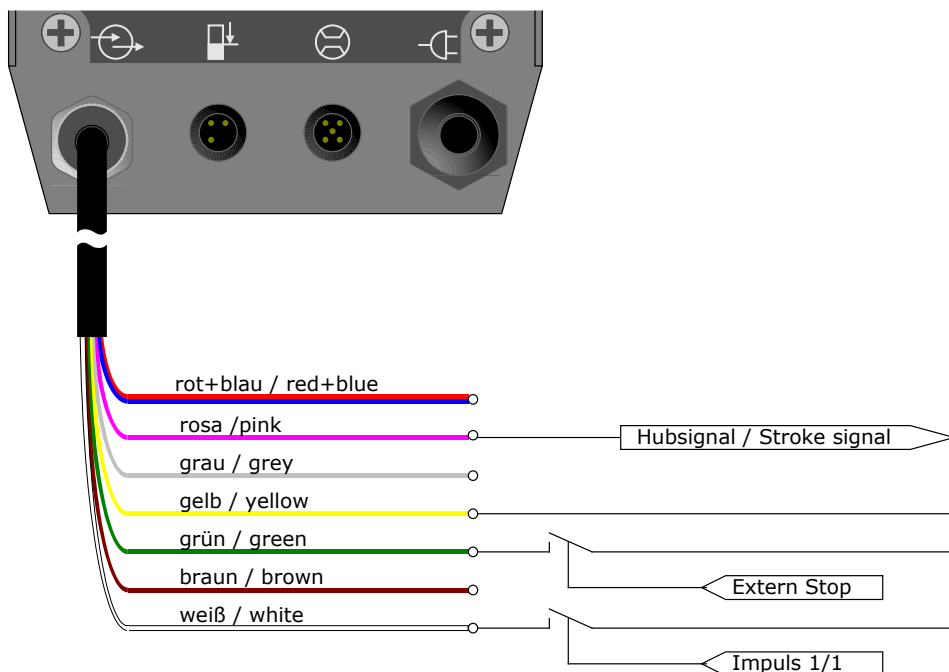 rot+blau / red+blue
rosa /pink
Hubsignal / Stroke signal
grau / grey
gelb / yellow
grün / green
braun / brown
Extern Stop
weiß / white
Impuls 1/1